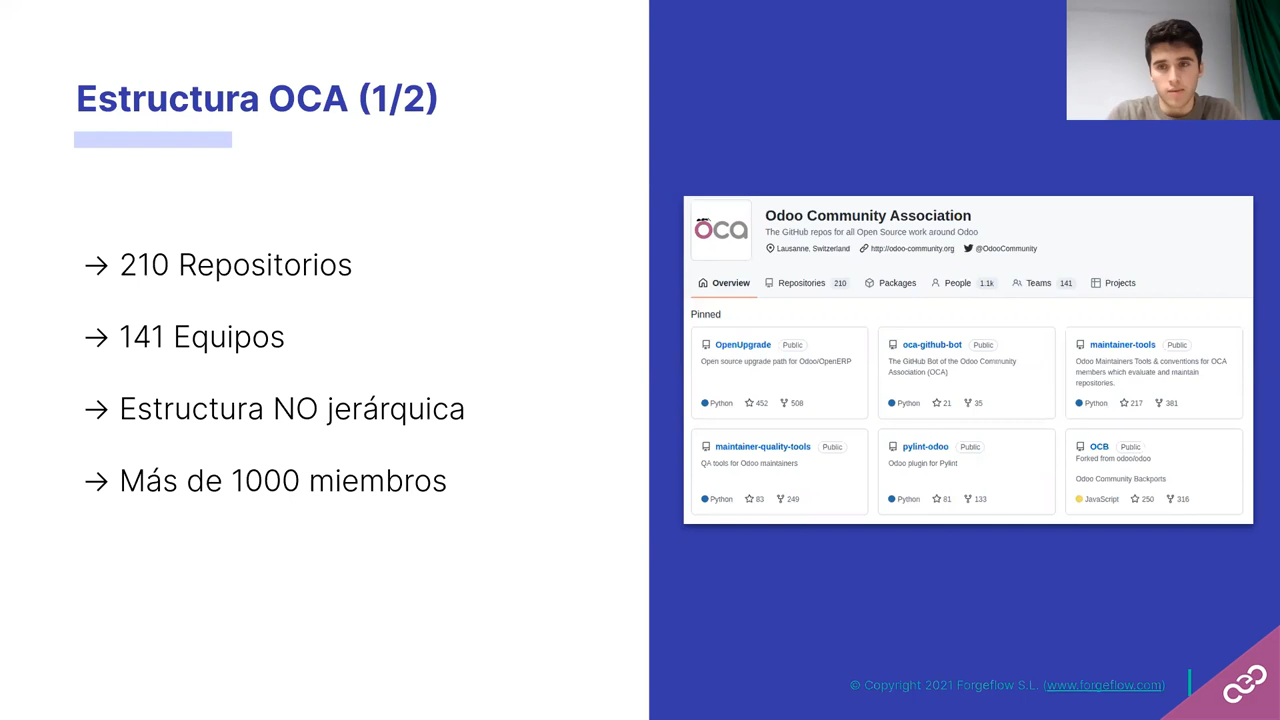 Estructura OCA (1/2)
→ 210 Repositorios
→ 141 Equipos
→ Estructura NO jerárquica
→ Más de 1000 miembros
oca
Odoo Community Association
The GitHub repos for all Open Source work around Odoo
Lausanne, Switzerland http://odoo-community.org @OdooCommunity
Overview Repositories 210 Packages People 1.1k Teams 141 Projects
Pinned
OpenUpgrade Public
Open source upgrade path for Odoo/OpenERP
Python 452 508
oca-github-bot Public
The GitHub Bot of the Odoo Community
Association (OCA)
Python 21 35
maintainer-tools Public
Odoo Maintainers Tools & conventions for OCA
members which evaluate and mantain
repositories.
Python 217 381
maintainer-quality-tools Public
QA tools for Odoo maintainers
Python 83 249
pylint-odoo Public
Odoo plugin for Pylint
Python 81 133
OCB Public
Forked from odoo/odoo
Odoo Community Backports
JavaScript 250 316
© Copyright 2021 Forgeflow S.L. (www.forgeflow.com)